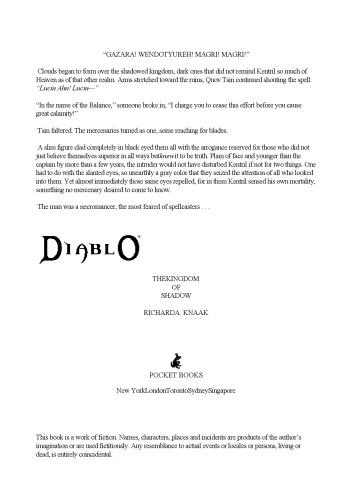 “GAZARA! WENDOTYUREH! MAGRI! MAGRI!”
Clouds began to form over the shadowed kingdom, dark ones that did not remind Kentril so much of
Heaven as of that other realm. Arms stretched toward the ruins, Quov Tsin continued shouting the spell.
“Lucin Ahn! Lucin—”
“In the name of the Balance,” someone broke in, “I charge you to cease this effort before you cause
great calamity!”
Tsin faltered. The mercenaries turned as one, some reaching for blades.
A slim figure clad completely in black eyed them all with the arrogance reserved for those who did not
just believe themselves superior in all ways butknewit to be truth. Plain of face and younger than the
captain by more than a few years, the intruder would not have disturbed Kentril if not for two things. One
had to do with the slanted eyes, so unearthly a gray color that they seized the attention of all who looked
into them. Yet almost immediately those same eyes repelled, for in them Kentril sensed his own mortality,
something no mercenary desired to come to know.
The man was a necromancer, the most feared of spellcasters . . .
DIABLO®
THEKINGDOM
OF
SHADOW
RICHARDA. KNAAK
POCKET BOOKS
New YorkLondonTorontoSydneySingapore
This book is a work of fiction. Names, characters, places and incidents are products of the author’s
imagination or are used fictitiously. Any resemblance to actual events or locales or persons, living or
dead, is entirely coincidental.